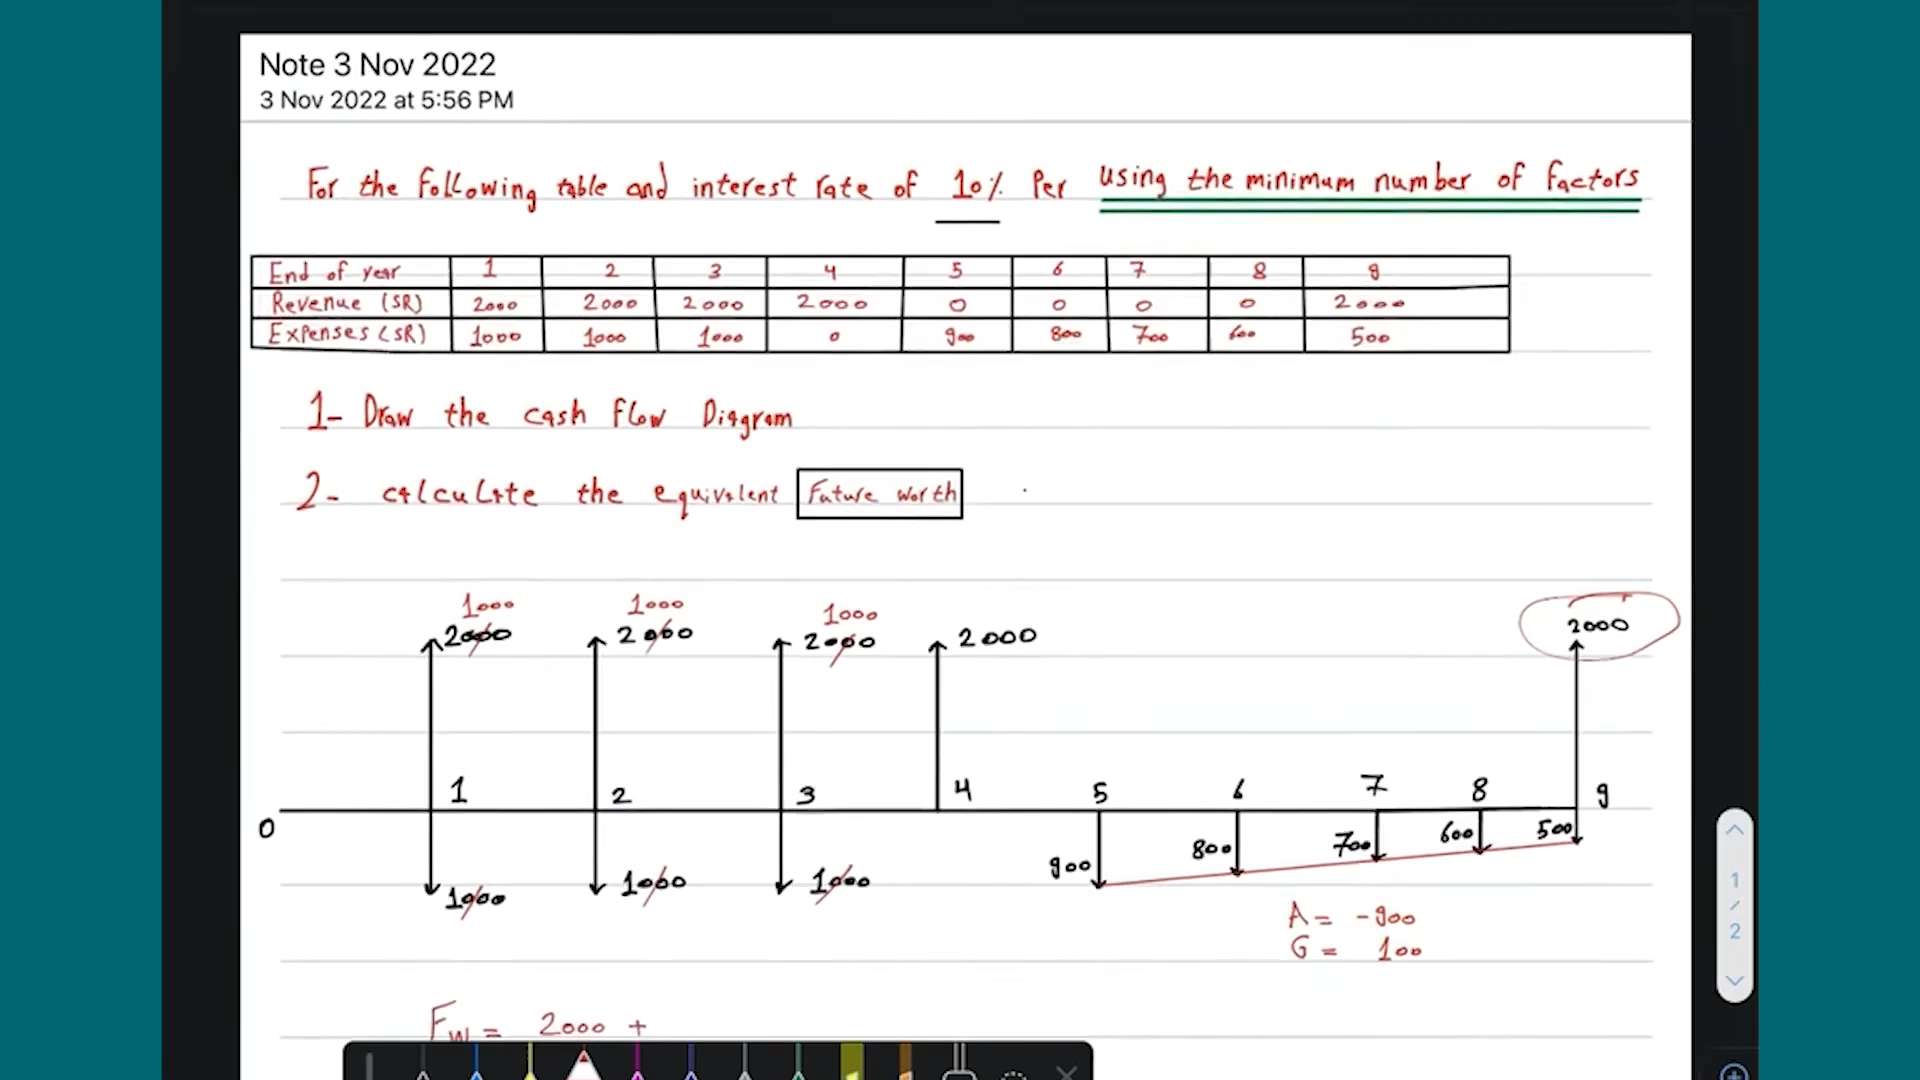 Note 3 Nov 2022
3 Nov 2022 at 5:56 PM
For the following table and interest rate of 10% Per using the minimum number of factors
End of year 1 2 3 4 5 6 7 8 9
Revenue (SR) 2000 2000 2000 2000 0 0 0 0 2000
Expenses (SR) 1000 1000 1000 0 900 800 700 600 500
1- Draw the cash flow Diagram
2- calculate the equivalent Future worth
1000 1000 1000 2000
2000 2000 2000 2000
1 2 3 4 5 6 7 8 9
0
900 800 700 600 500
1000 1000 1000
A = -900
G = 100
FW = 2000 +
1
/
2